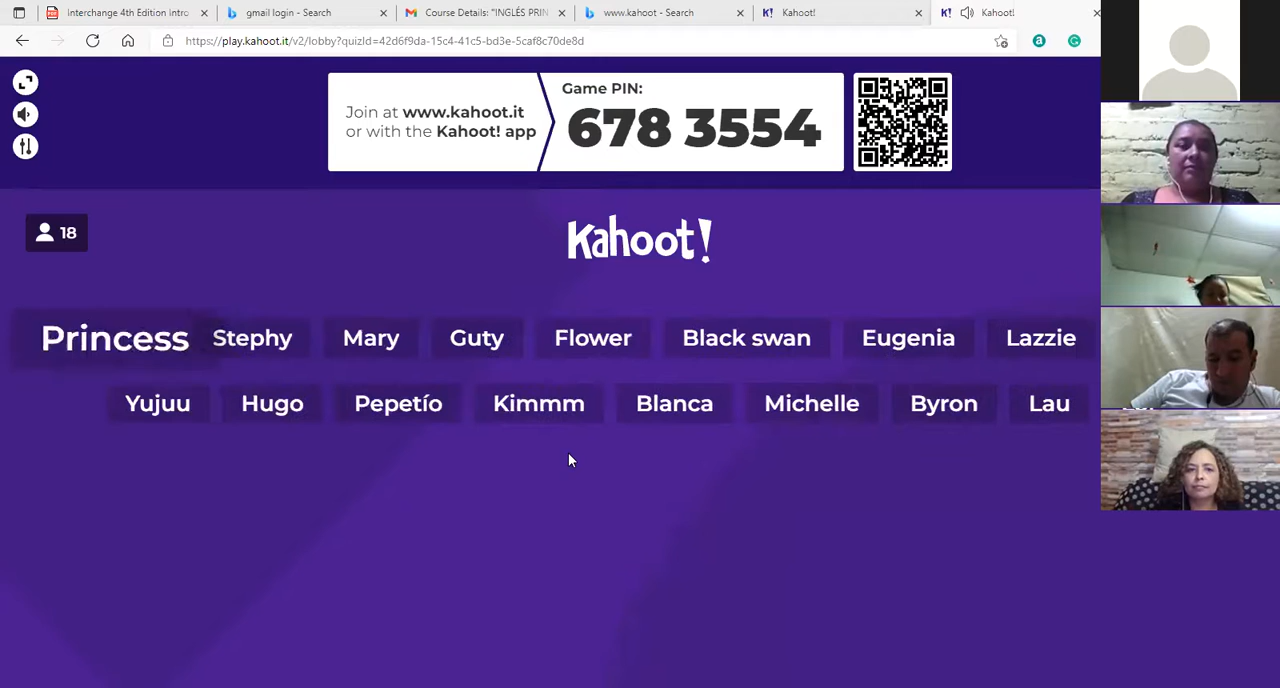 Interchange 4th Edition Intro
gmail login - Search
Course Details: "INGLÉS PRIN
www.kahoot - Search
Kahoot!
Kahoot!
https://play.kahoot.it/v2/lobby?quizId=42d6f9da-15c4-41c5-bd3e-5caf8c70de8d
Join at www.kahoot.it
or with the Kahoot! app
Game PIN:
678 3554
18
Kahoot!
Princess Stephy Mary Guty Flower Black swan Eugenia Lazzie
Yujuu Hugo Pepetío Kimmm Blanca Michelle Byron Lau